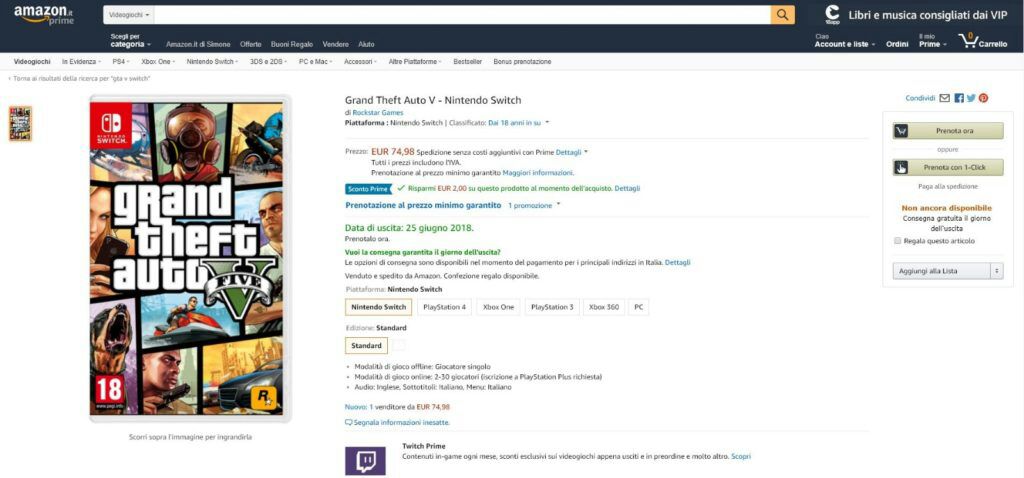 amazon.it
prime
Videogiochi
Libri e musica consigliati dai VIP
18app
Scegli per
categoria
Amazon.it di Simone Offerte Buoni Regalo Vendere Aiuto
Ciao
Account e liste
Ordini
Il mio
Prime
0
Carrello
Videogiochi In Evidenza PS4 Xbox One Nintendo Switch 3DS e 2DS PC e Mac Accessori Altre Piattaforme Bestseller Bonus prenotazione
‹ Torna ai risultati della ricerca per "gta v switch"
NINTENDO
SWITCH
grand
theft
auto
V
FIVE
18
www.pegi.info
R
Scorri sopra l'immagine per ingrandirla
Grand Theft Auto V - Nintendo Switch
di Rockstar Games
Piattaforma : Nintendo Switch | Classificato: Dai 18 anni in su
Prezzo: EUR 74,98 Spedizione senza costi aggiuntivi con Prime Dettagli
Tutti i prezzi includono l'IVA.
Prenotazione al prezzo minimo garantito Maggiori informazioni.
Sconto Prime ✓ Risparmi EUR 2,00 su questo prodotto al momento dell'acquisto. Dettagli
Prenotazione al prezzo minimo garantito 1 promozione
Data di uscita: 25 giugno 2018.
Prenotalo ora.
Vuoi la consegna garantita il giorno dell'uscita?
Le opzioni di consegna sono disponibili nel momento del pagamento per i principali indirizzi in Italia. Dettagli
Venduto e spedito da Amazon. Confezione regalo disponibile.
Piattaforma: Nintendo Switch
Nintendo Switch PlayStation 4 Xbox One PlayStation 3 Xbox 360 PC
Edizione: Standard
Standard
• Modalità di gioco offline: Giocatore singolo
• Modalità di gioco online: 2-30 giocatori (iscrizione a PlayStation Plus richiesta)
• Audio: Inglese, Sottotitoli: Italiano, Menu: Italiano
Nuovo: 1 venditore da EUR 74,98
Segnala informazioni inesatte.
Twitch Prime
Contenuti in-game ogni mese, sconti esclusivi sui videogiochi appena usciti e in preordine e molto altro. Scopri
Condividi
Prenota ora
oppure
Prenota con 1-Click
Paga alla spedizione
Non ancora disponibile
Consegna gratuita il giorno
dell'uscita
Regala questo articolo
Aggiungi alla Lista